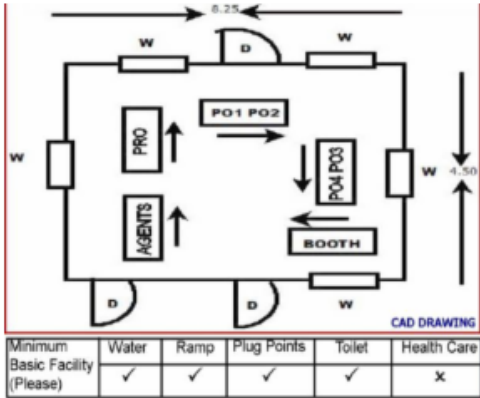 8.25
W
D
W
PO1 PO2
PRO
W
PO4 PO3
W
4.50
AGENTS
BOOTH
D
D
W
CAD DRAWING
Minimum Basic Facility (Please) Water Ramp Plug Points Toilet Health Care
✓ ✓ ✓ ✓ x